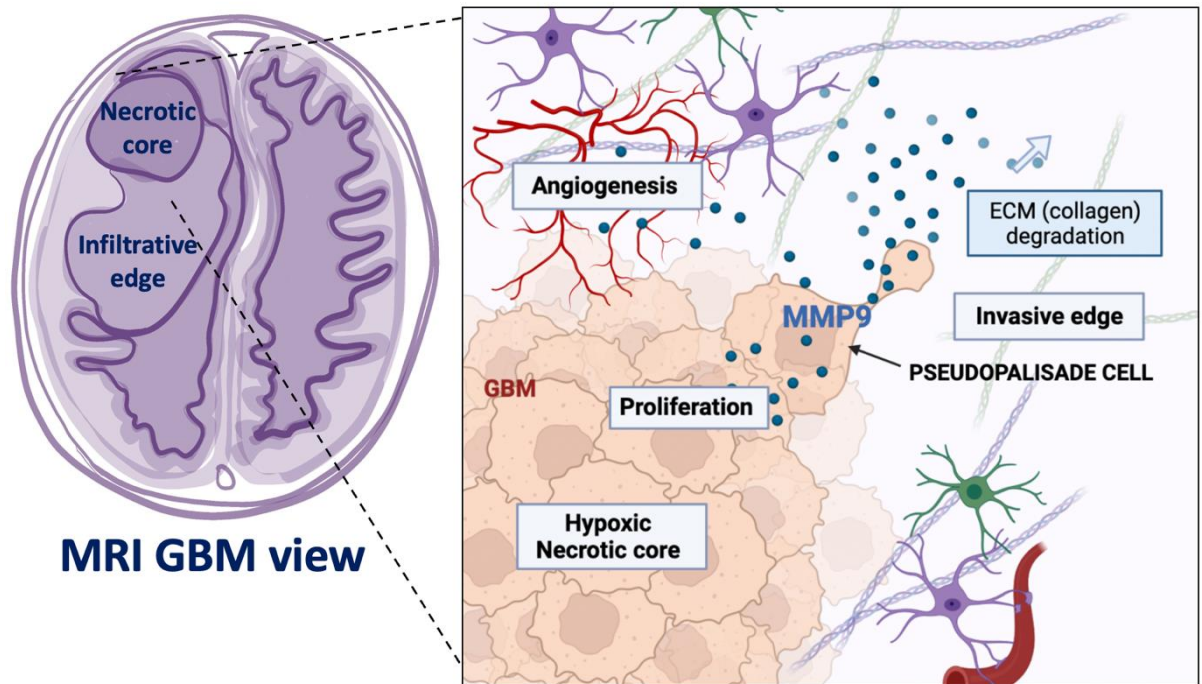 Necrotic
core
Infiltrative
edge
MRI GBM view
Angiogenesis
ECM (collagen)
degradation
MMP9
Invasive edge
PSEUDOPALISADE CELL
GBM
Proliferation
Hypoxic
Necrotic core